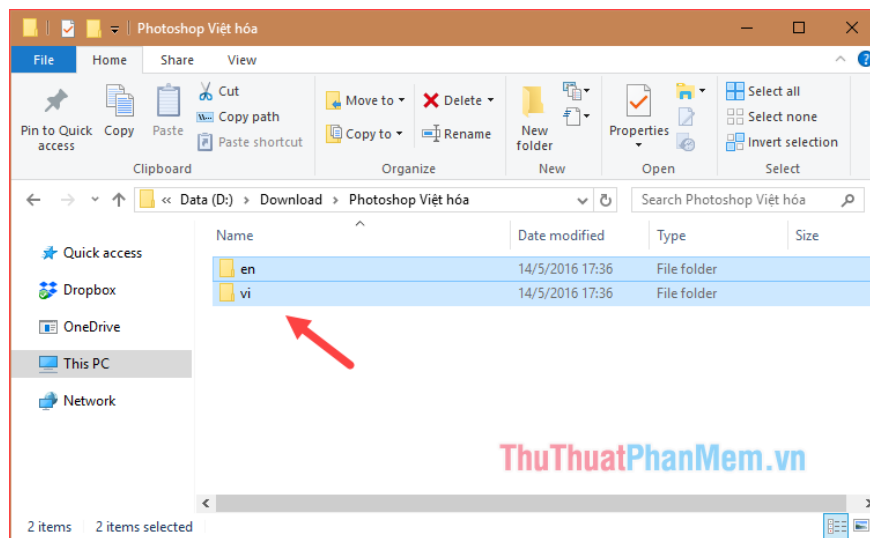 Photoshop Việt hóa
File Home Share View
Pin to Quick access
Copy
Paste
Cut
Copy path
Paste shortcut
Clipboard
Move to
Copy to
Delete
Rename
Organize
New folder
New
Properties
Open
Select all
Select none
Invert selection
Select
« Data (D:) > Download > Photoshop Việt hóa
Search Photoshop Việt hóa
Name Date modified Type Size
Quick access
Dropbox
OneDrive
This PC
Network
en 14/5/2016 17:36 File folder
vi 14/5/2016 17:36 File folder
ThuThuatPhanMem.vn
2 items 2 items selected